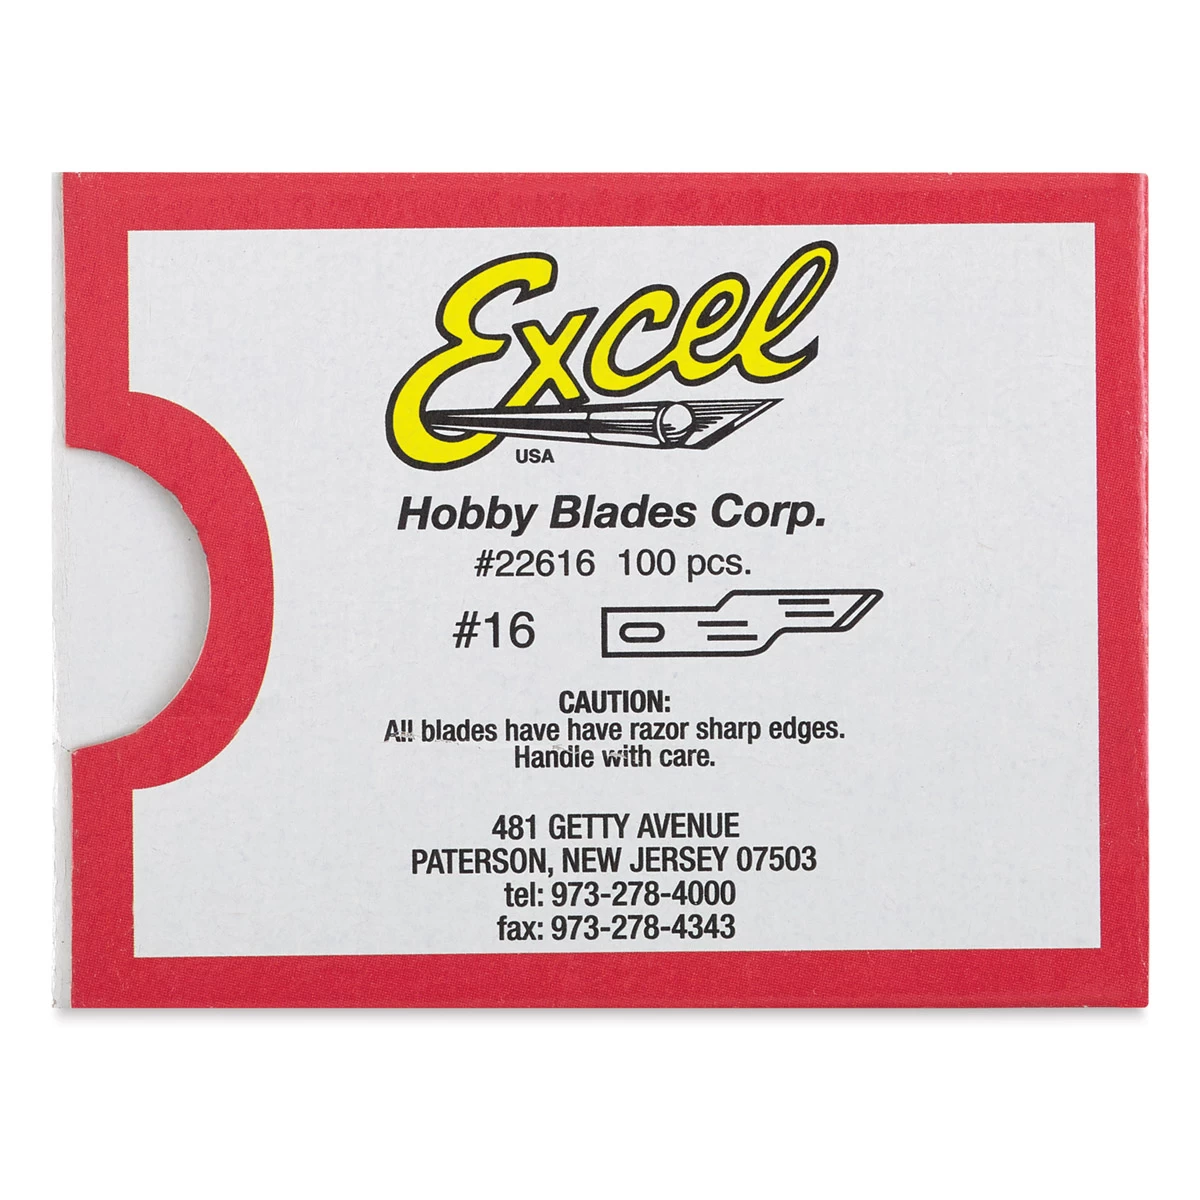 Excel
USA
Hobby Blades Corp.
#22616 100 pcs.
#16
CAUTION:
All blades have have razor sharp edges.
Handle with care.
481 GETTY AVENUE
PATERSON, NEW JERSEY 07503
tel: 973-278-4000
fax: 973-278-4343